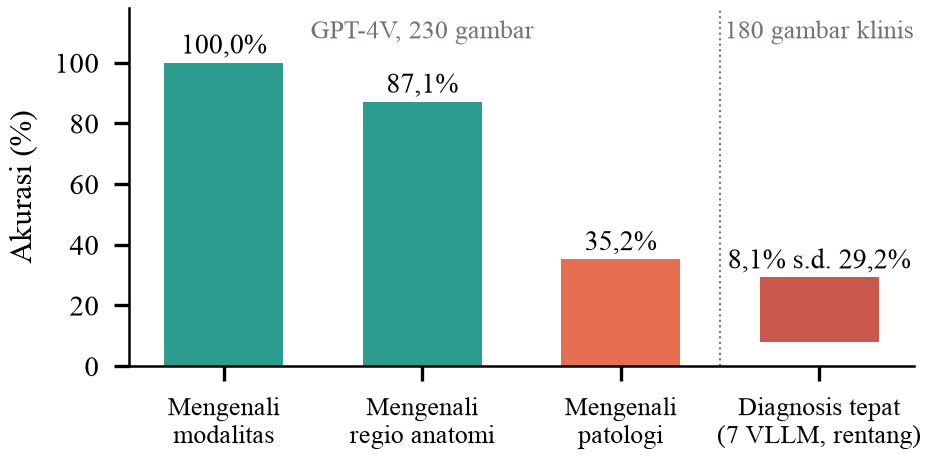 GPT-4V, 230 gambar
180 gambar klinis
Akurasi (%)
100
80
60
40
20
0
100,0%
87,1%
35,2%
8,1% s.d. 29,2%
Mengenali
modalitas
Mengenali
regio anatomi
Mengenali
patologi
Diagnosis tepat
(7 VLLM, rentang)